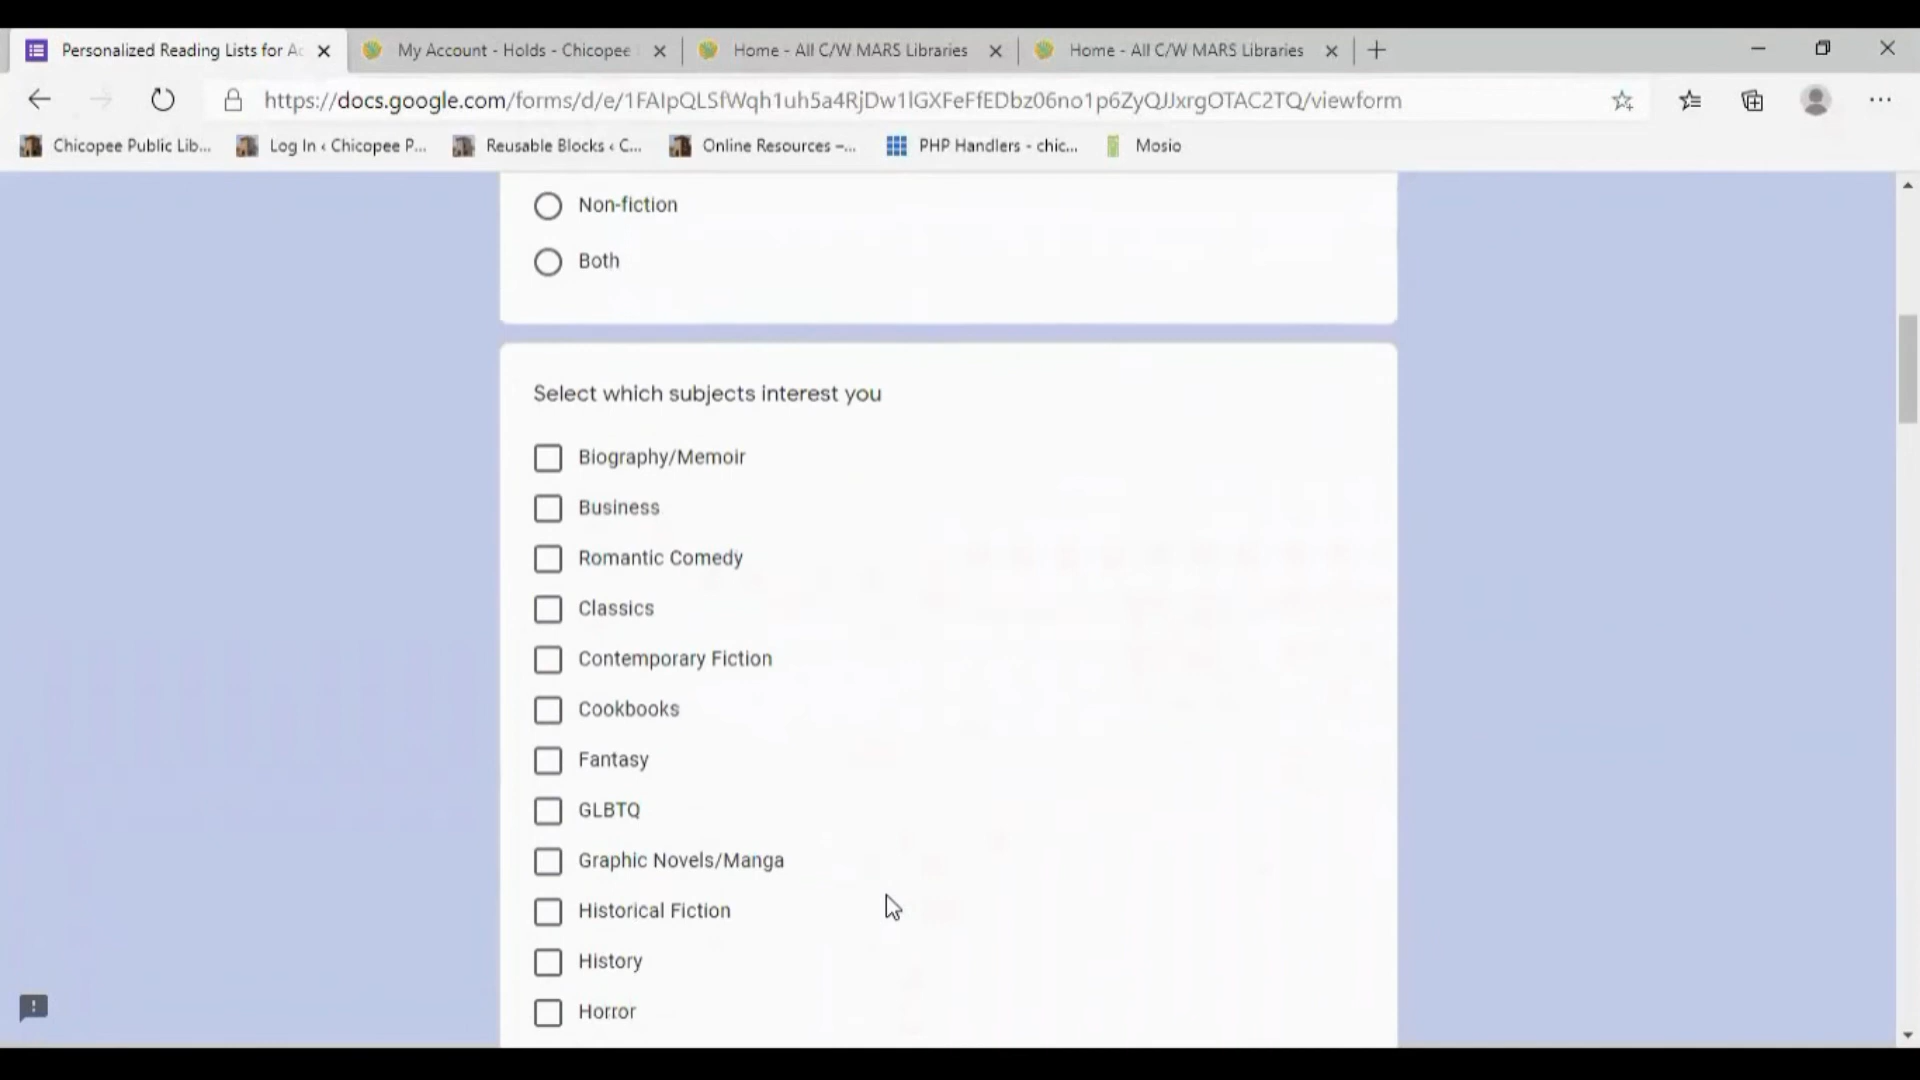 Personalized Reading Lists for Ac
My Account - Holds - Chicopee
Home - All C/W MARS Libraries
Home - All C/W MARS Libraries
https://docs.google.com/forms/d/e/1FAIpQLSfWqh1uh5a4RjDw1lGXFeFfEDbz06no1p6ZyQJJxrgOTAC2TQ/viewform
Chicopee Public Lib...
Log In ‹ Chicopee P...
Reusable Blocks ‹ C...
Online Resources –...
PHP Handlers - chic...
Mosio
Non-fiction
Both
Select which subjects interest you
Biography/Memoir
Business
Romantic Comedy
Classics
Contemporary Fiction
Cookbooks
Fantasy
GLBTQ
Graphic Novels/Manga
Historical Fiction
History
Horror